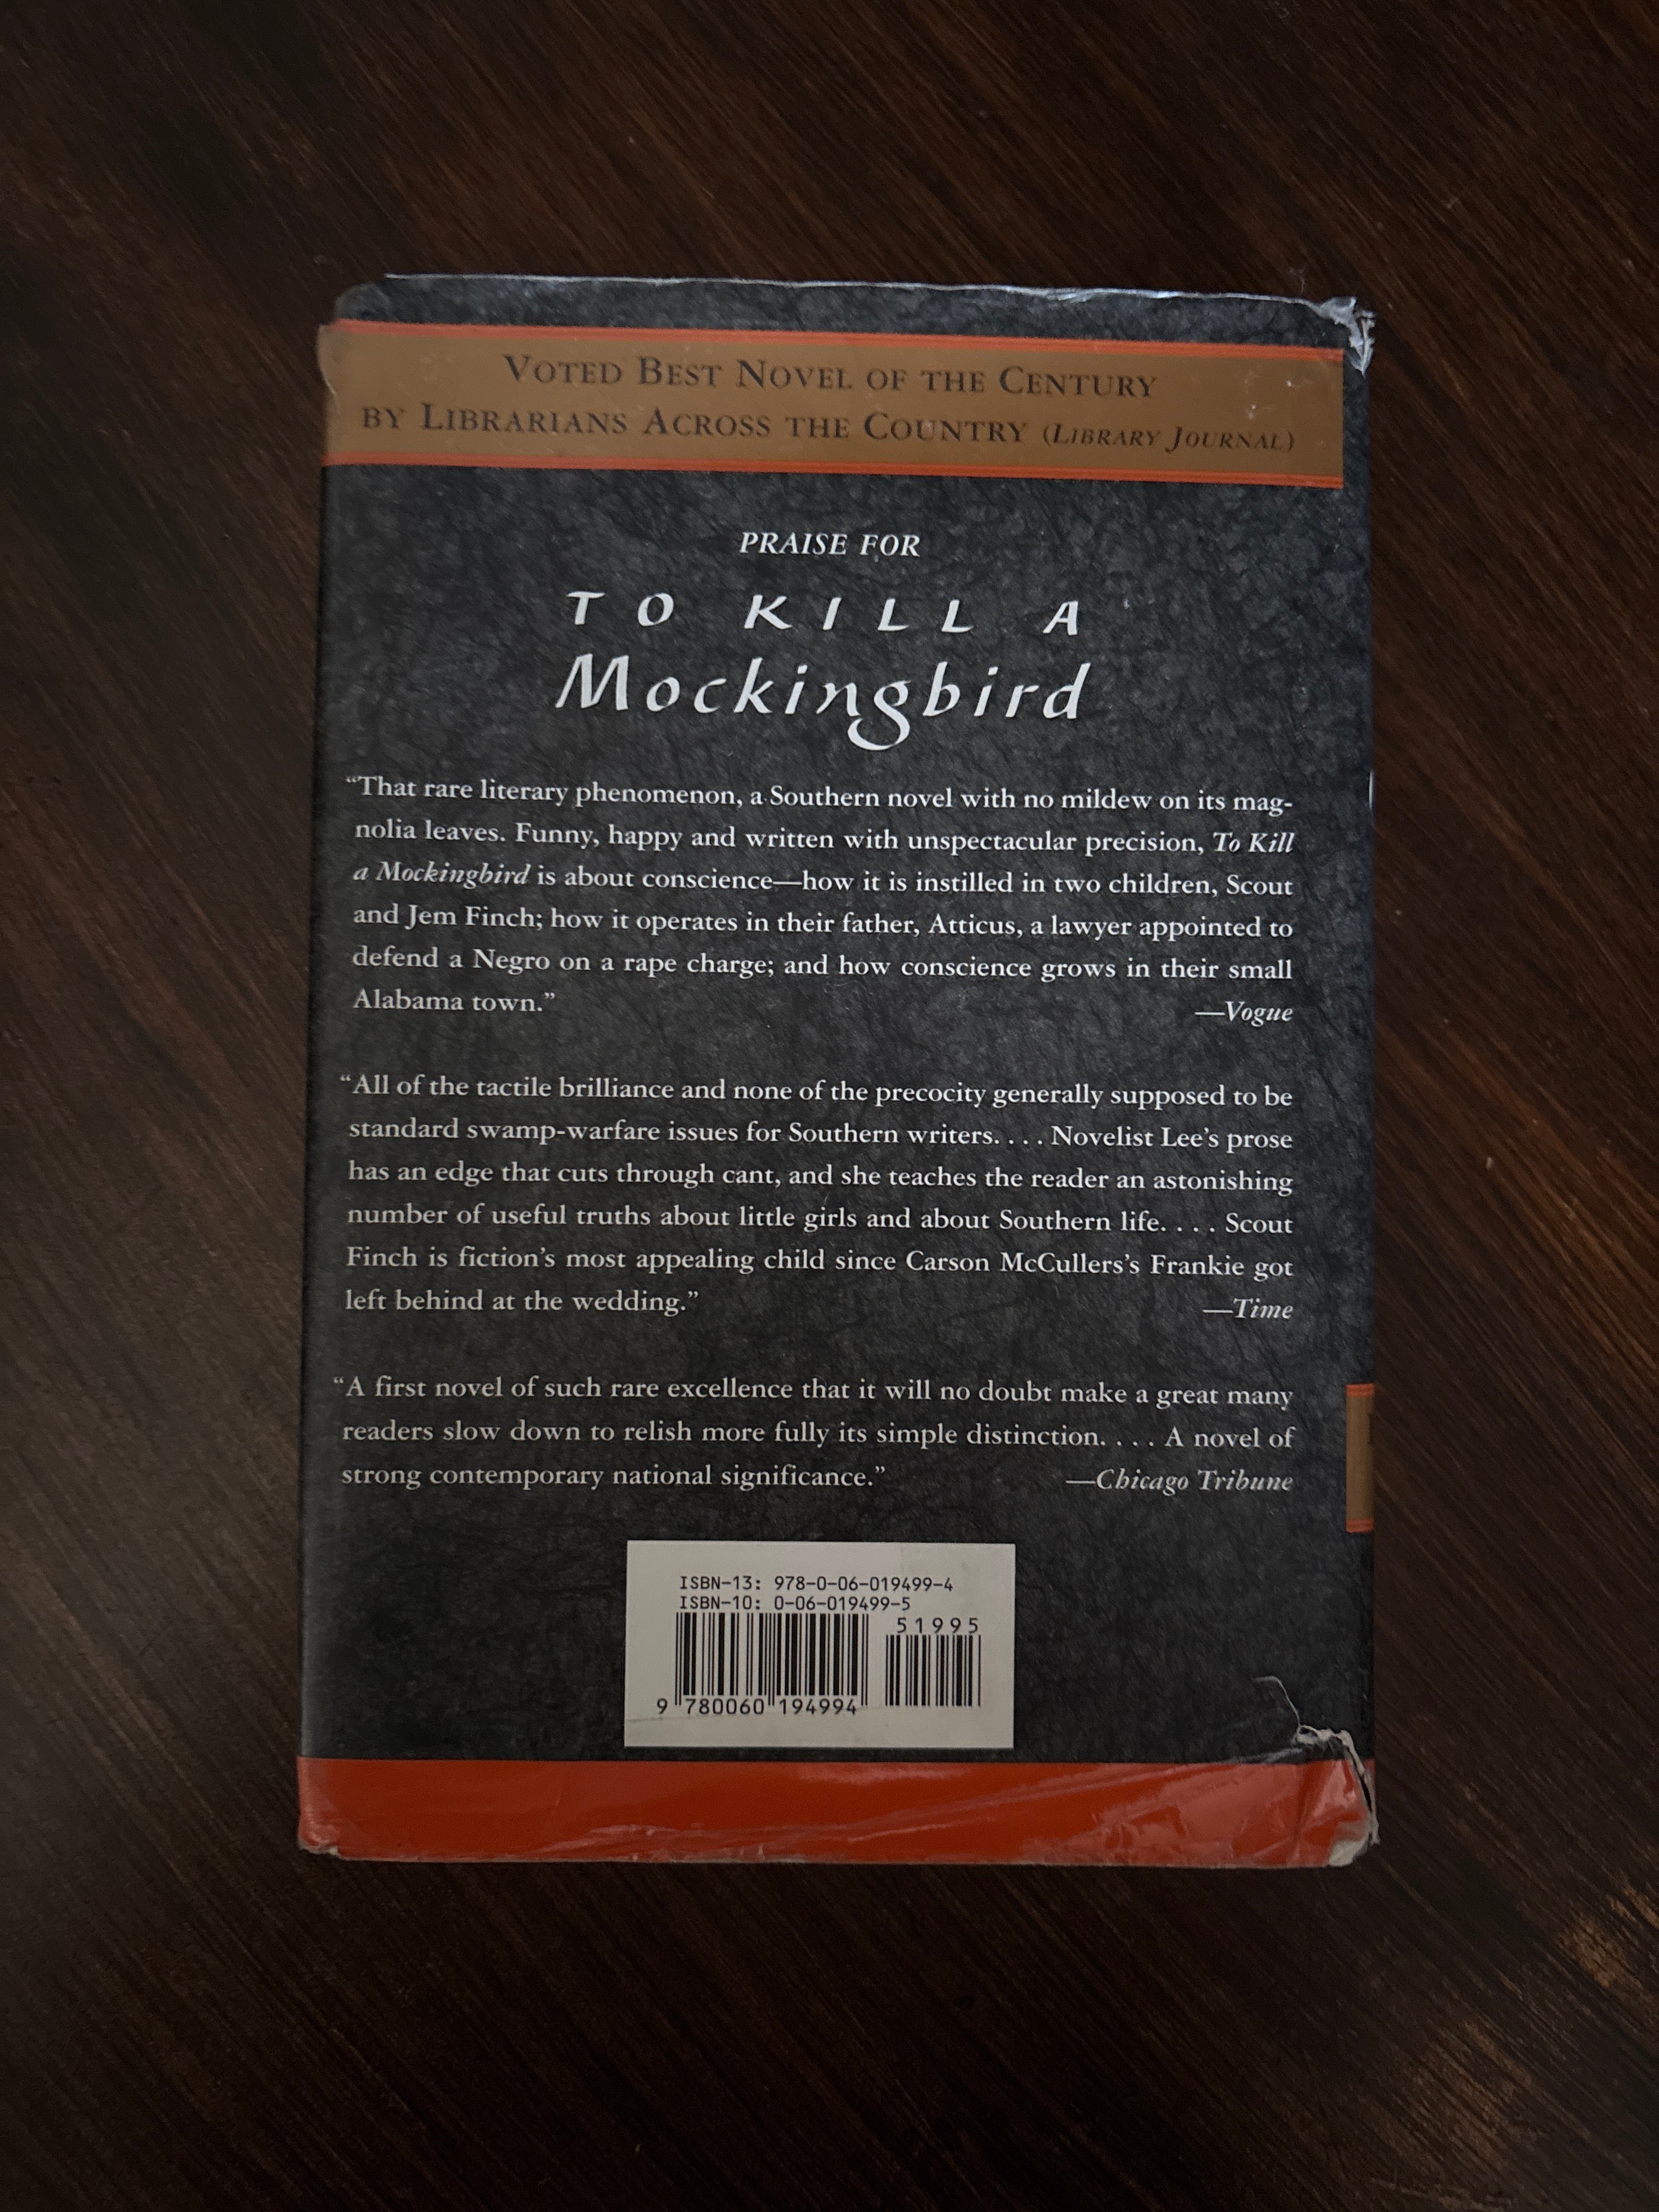 VOTED BEST NOVEL OF THE CENTURY
BY LIBRARIANS ACROSS THE COUNTRY (LIBRARY JOURNAL)
PRAISE FOR
TO KILL A
Mockingbird
“That rare literary phenomenon, a Southern novel with no mildew on its mag-
nolia leaves. Funny, happy and written with unspectacular precision, To Kill
a Mockingbird is about conscience—how it is instilled in two children, Scout
and Jem Finch; how it operates in their father, Atticus, a lawyer appointed to
defend a Negro on a rape charge; and how conscience grows in their small
Alabama town.” —Vogue
“All of the tactile brilliance and none of the precocity generally supposed to be
standard swamp-warfare issues for Southern writers. . . . Novelist Lee’s prose
has an edge that cuts through cant, and she teaches the reader an astonishing
number of useful truths about little girls and about Southern life. . . . Scout
Finch is fiction’s most appealing child since Carson McCullers’s Frankie got
left behind at the wedding.” —Time
“A first novel of such rare excellence that it will no doubt make a great many
readers slow down to relish more fully its simple distinction. . . . A novel of
strong contemporary national significance.” —Chicago Tribune
ISBN-13: 978-0-06-019499-4
ISBN-10: 0-06-019499-5
51995
9 780060 194994